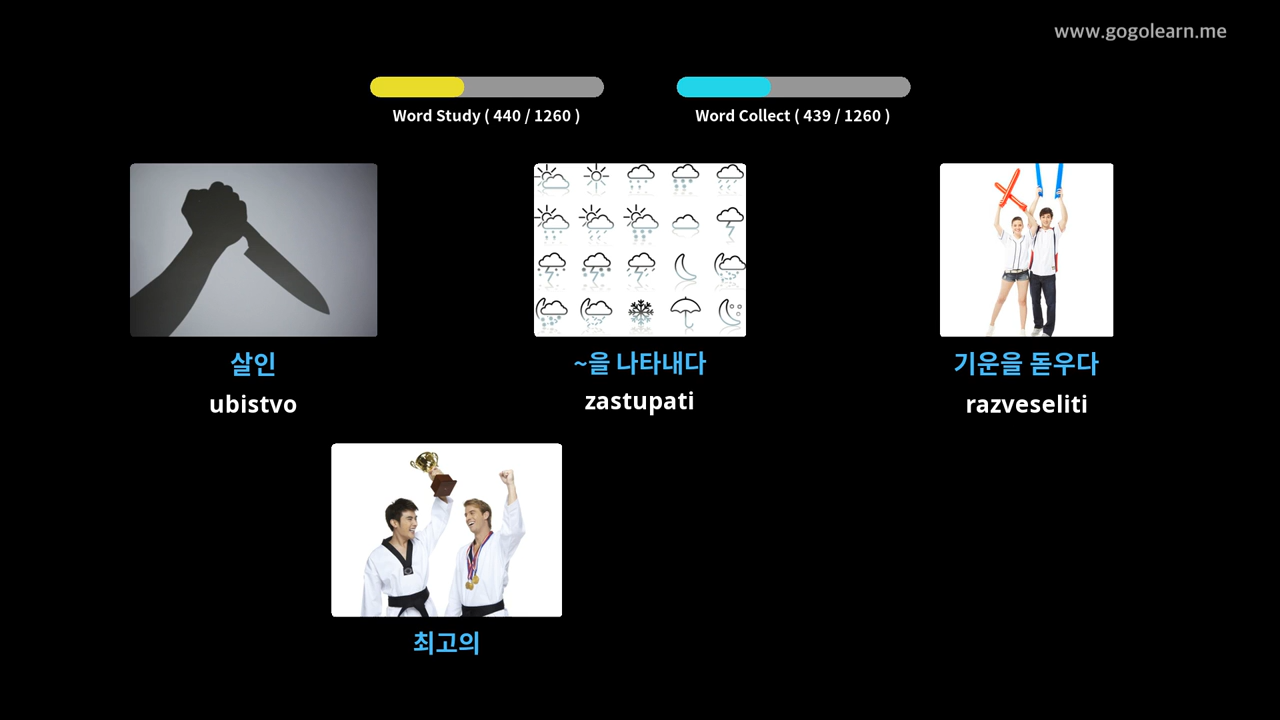 www.gogolearn.me
Word Study ( 440 / 1260 )
Word Collect ( 439 / 1260 )
살인
~을 나타내다
기운을 돋우다
ubistvo
zastupati
razveseliti
최고의